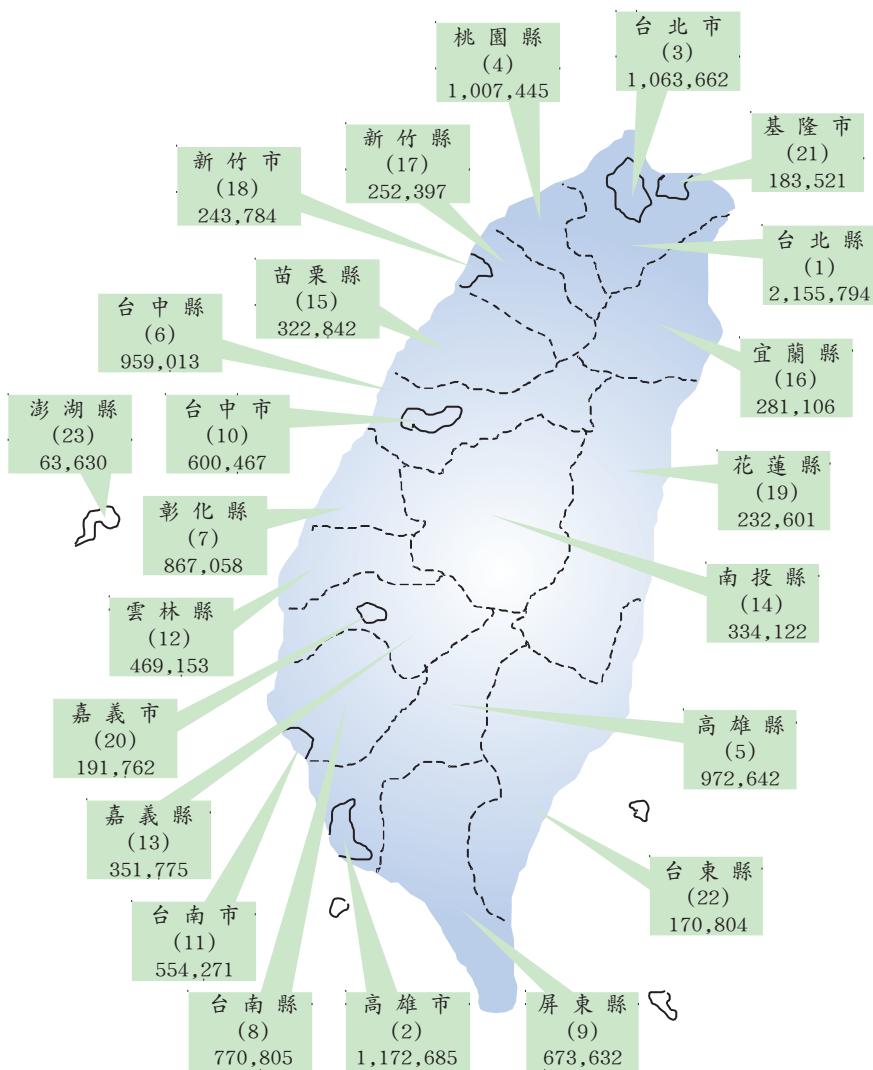 台北市
(3)
1,063,662
桃園縣
(4)
1,007,445
基隆市
(21)
183,521
新竹縣
(17)
252,397
新竹市
(18)
243,784
台北縣
(1)
2,155,794
苗栗縣
(15)
322,842
台中縣
(6)
959,013
宜蘭縣
(16)
281,106
澎湖縣
(23)
63,630
台中市
(10)
600,467
花蓮縣
(19)
232,601
彰化縣
(7)
867,058
南投縣
(14)
334,122
雲林縣
(12)
469,153
嘉義市
(20)
191,762
高雄縣
(5)
972,642
嘉義縣
(13)
351,775
台東縣
(22)
170,804
台南市
(11)
554,271
台南縣
(8)
770,805
高雄市
(2)
1,172,685
屏東縣
(9)
673,632